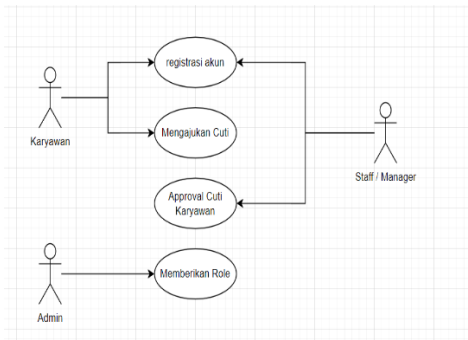 registrasi akun
Karyawan
Mengajukan Cuti
Staff / Manager
Approval Cuti
Karyawan
Memberikan Role
Admin